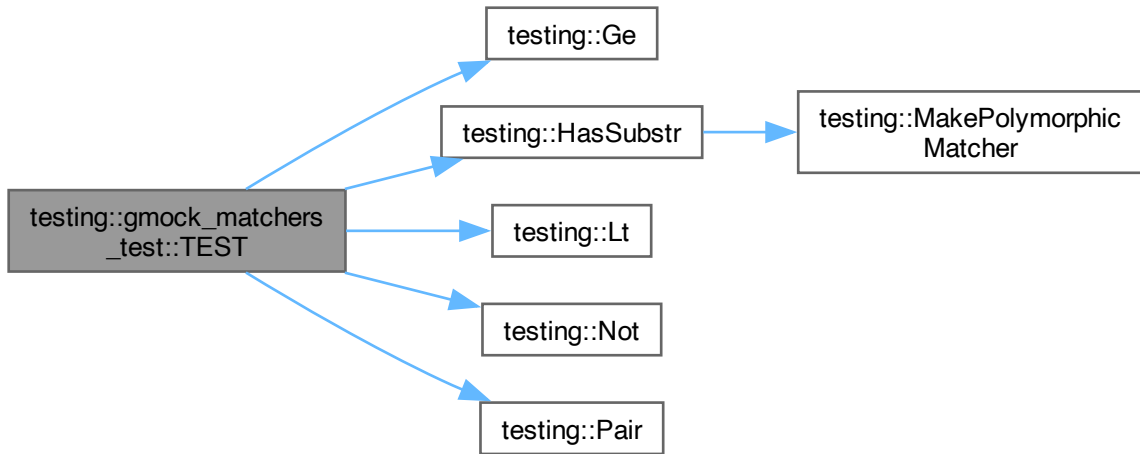 testing::gmock_matchers
_test::TEST
testing::Ge
testing::HasSubstr
testing::MakePolymorphic
Matcher
testing::Lt
testing::Not
testing::Pair